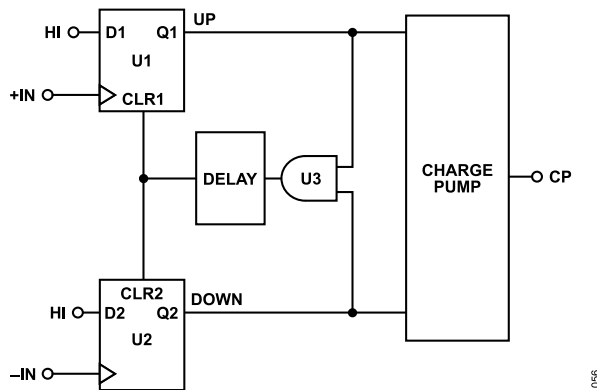 UP
HI
D1
Q1
U1
+IN
CLR1
DELAY
U3
CHARGE
PUMP
CP
CLR2
DOWN
HI
D2
Q2
U2
–IN
056